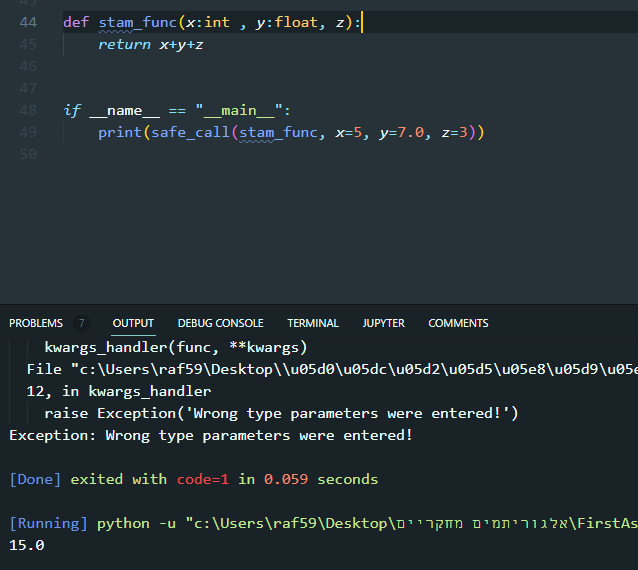 44 def stam_func(x:int , y:float, z):
45 return x+y+z
46
47
48 if __name__ == "__main__":
49 print(safe_call(stam_func, x=5, y=7.0, z=3))
50
PROBLEMS 7 OUTPUT DEBUG CONSOLE TERMINAL JUPYTER COMMENTS
kwargs_handler(func, **kwargs)
File "c:\Users\raf59\Desktop\\u05d0\u05dc\u05d2\u05d5\u05e8\u05d9\u05e
12, in kwargs_handler
raise Exception('Wrong type parameters were entered!')
Exception: Wrong type parameters were entered!
[Done] exited with code=1 in 0.059 seconds
[Running] python -u "c:\Users\raf59\Desktop\אלגוריתמים מחקריים\FirstAs
15.0